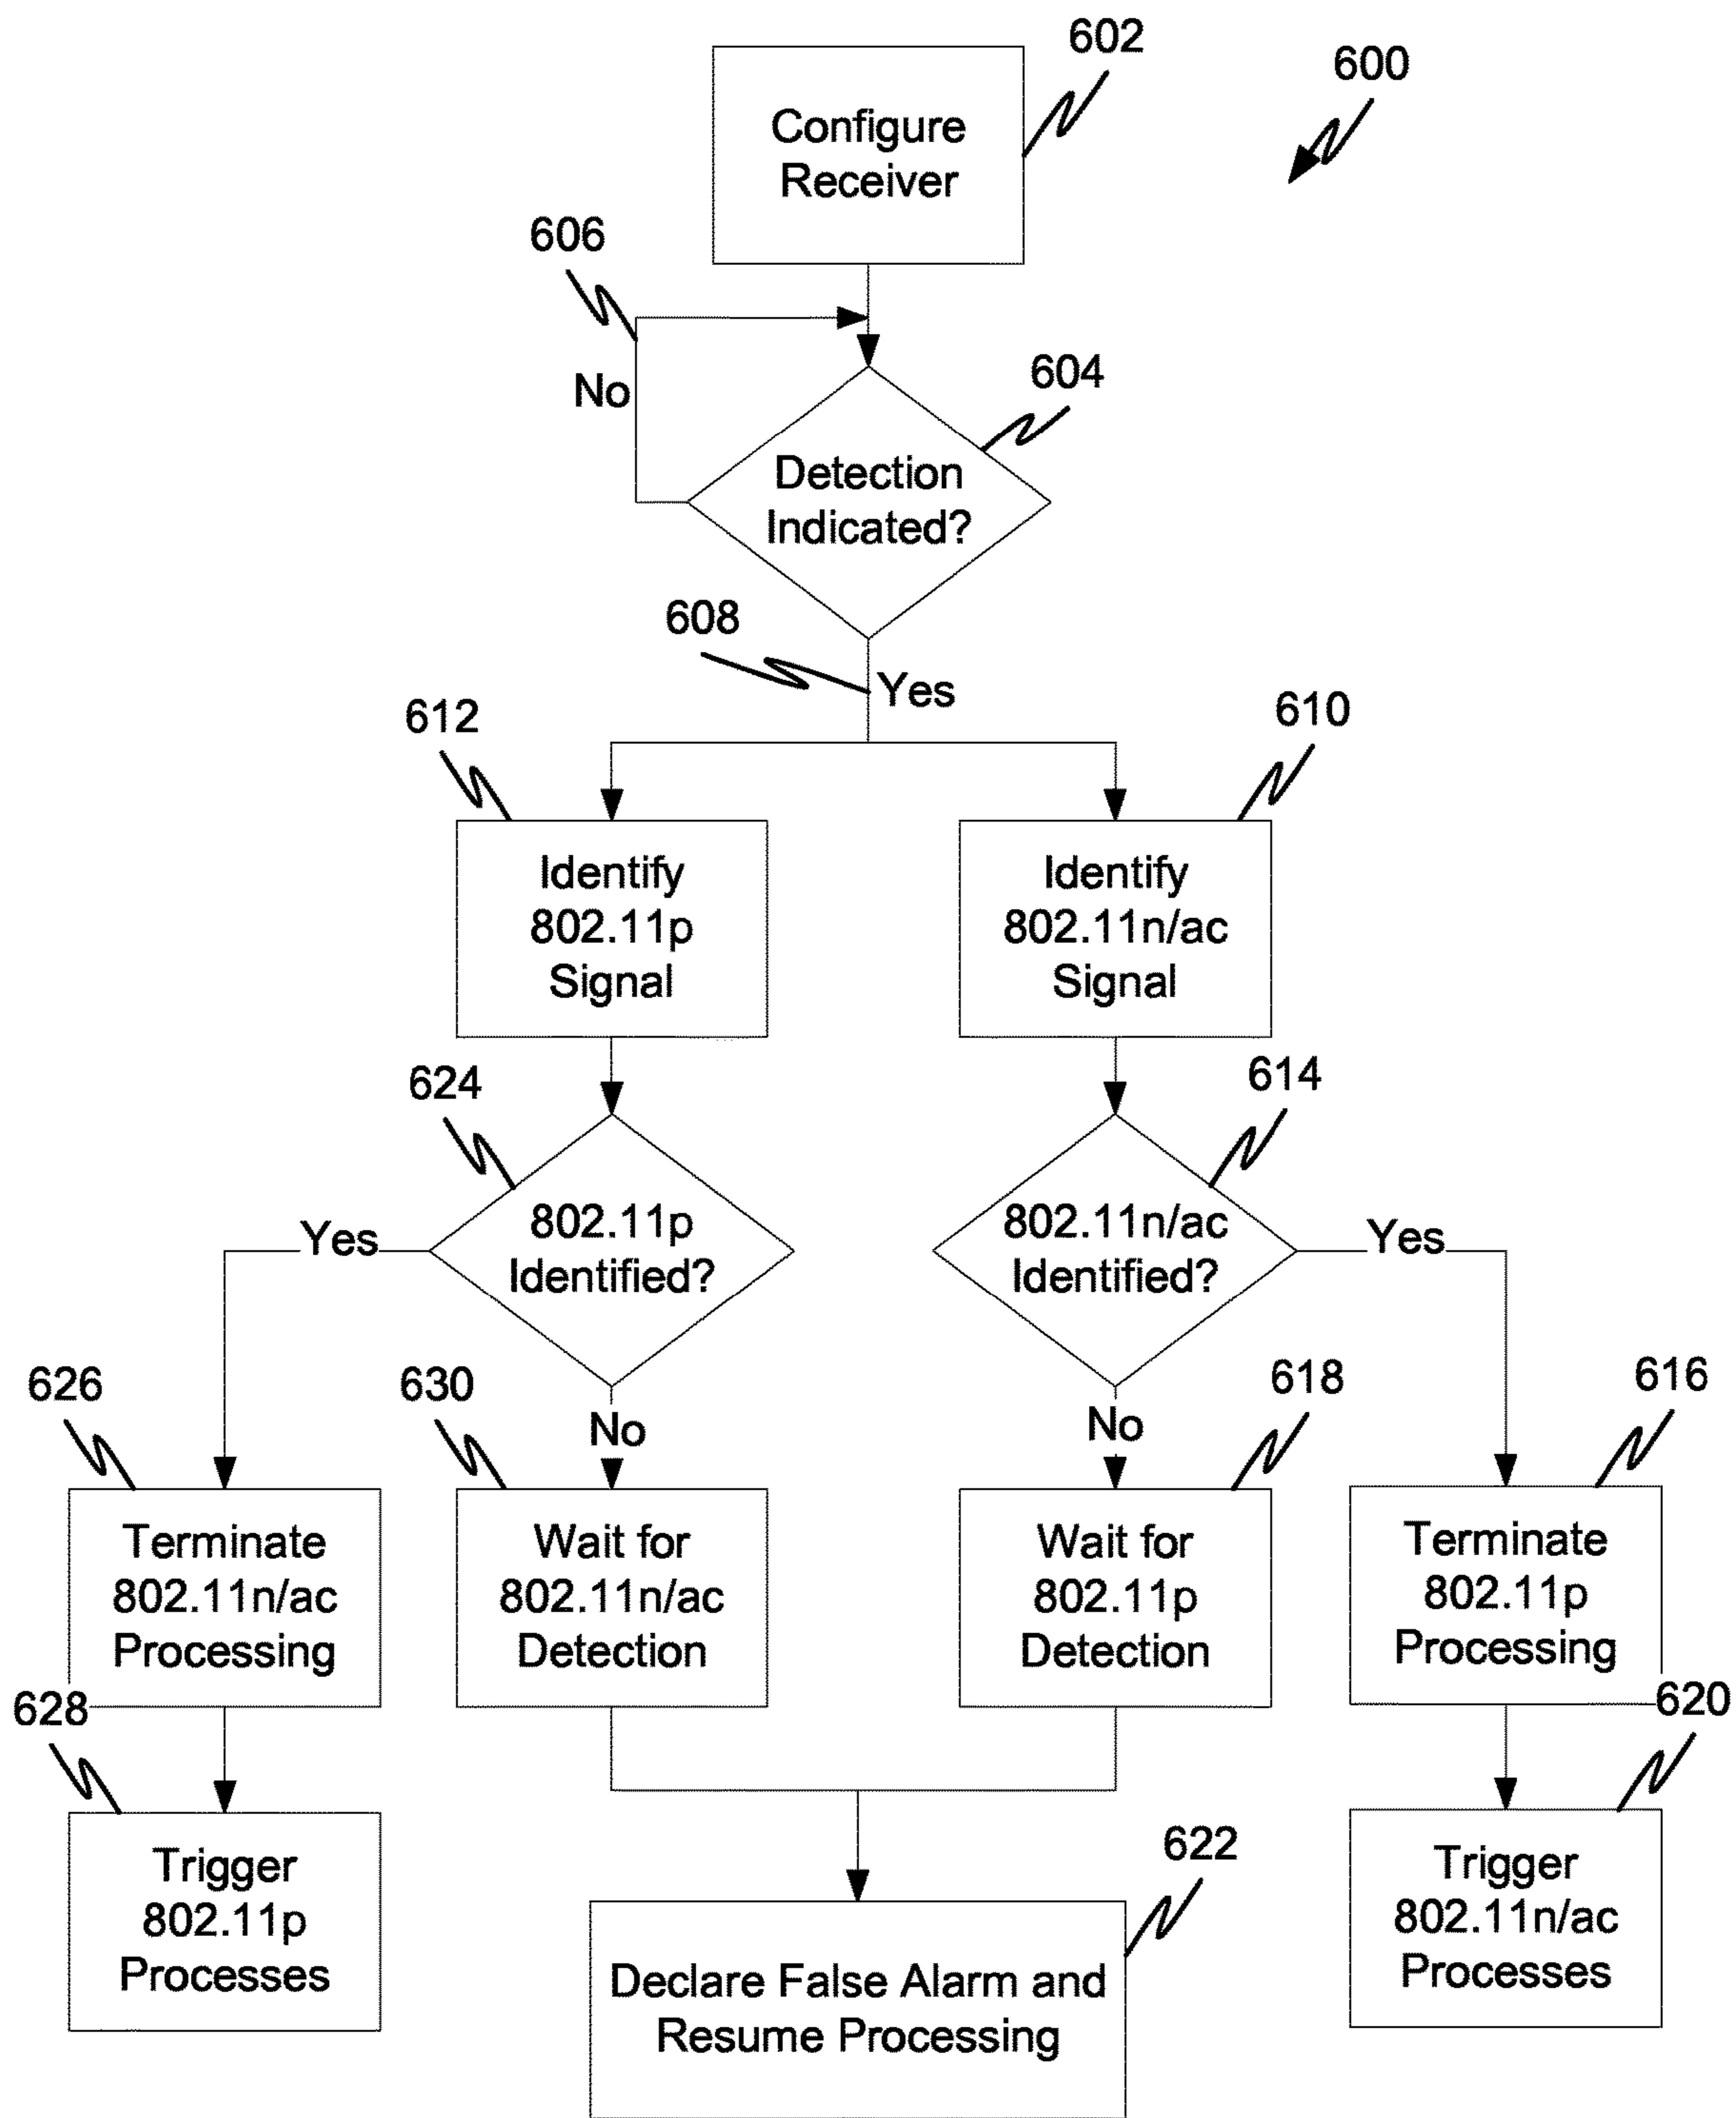 602
600
Configure
Receiver
606
604
No
Detection
Indicated?
608
Yes
612
610
Identify
802.11p
Signal
Identify
802.11n/ac
Signal
624
614
802.11p
Identified?
Yes
802.11n/ac
Identified?
Yes
626
630
618
616
No
No
Terminate
802.11n/ac
Processing
Wait for
802.11n/ac
Detection
Wait for
802.11p
Detection
Terminate
802.11p
Processing
628
620
Trigger
802.11p
Processes
622
Trigger
802.11n/ac
Processes
Declare False Alarm and
Resume Processing